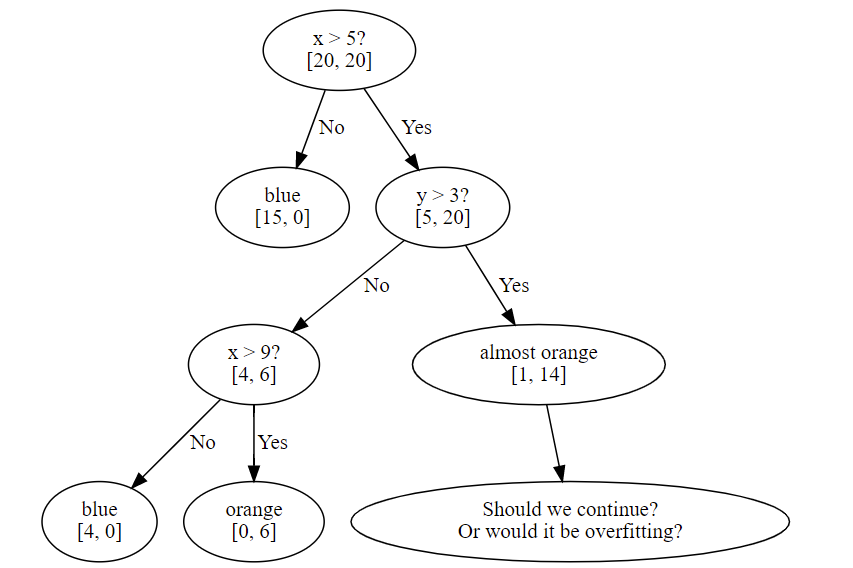 x > 5?
[20, 20]
No
Yes
blue
[15, 0]
y > 3?
[5, 20]
No
Yes
x > 9?
[4, 6]
almost orange
[1, 14]
No
Yes
blue
[4, 0]
orange
[0, 6]
Should we continue?
Or would it be overfitting?